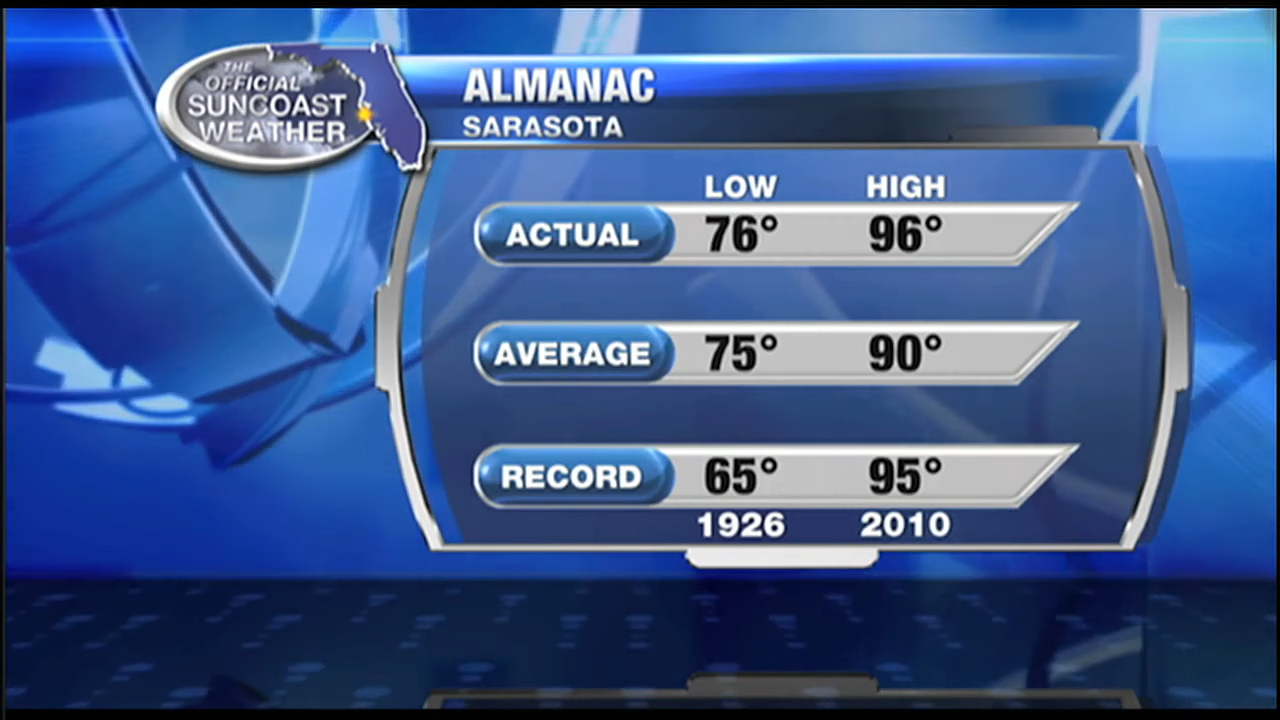 THE
OFFICIAL
SUNCOAST
WEATHER
ALMANAC
SARASOTA
LOW HIGH
ACTUAL 76° 96°
AVERAGE 75° 90°
RECORD 65° 95°
1926 2010